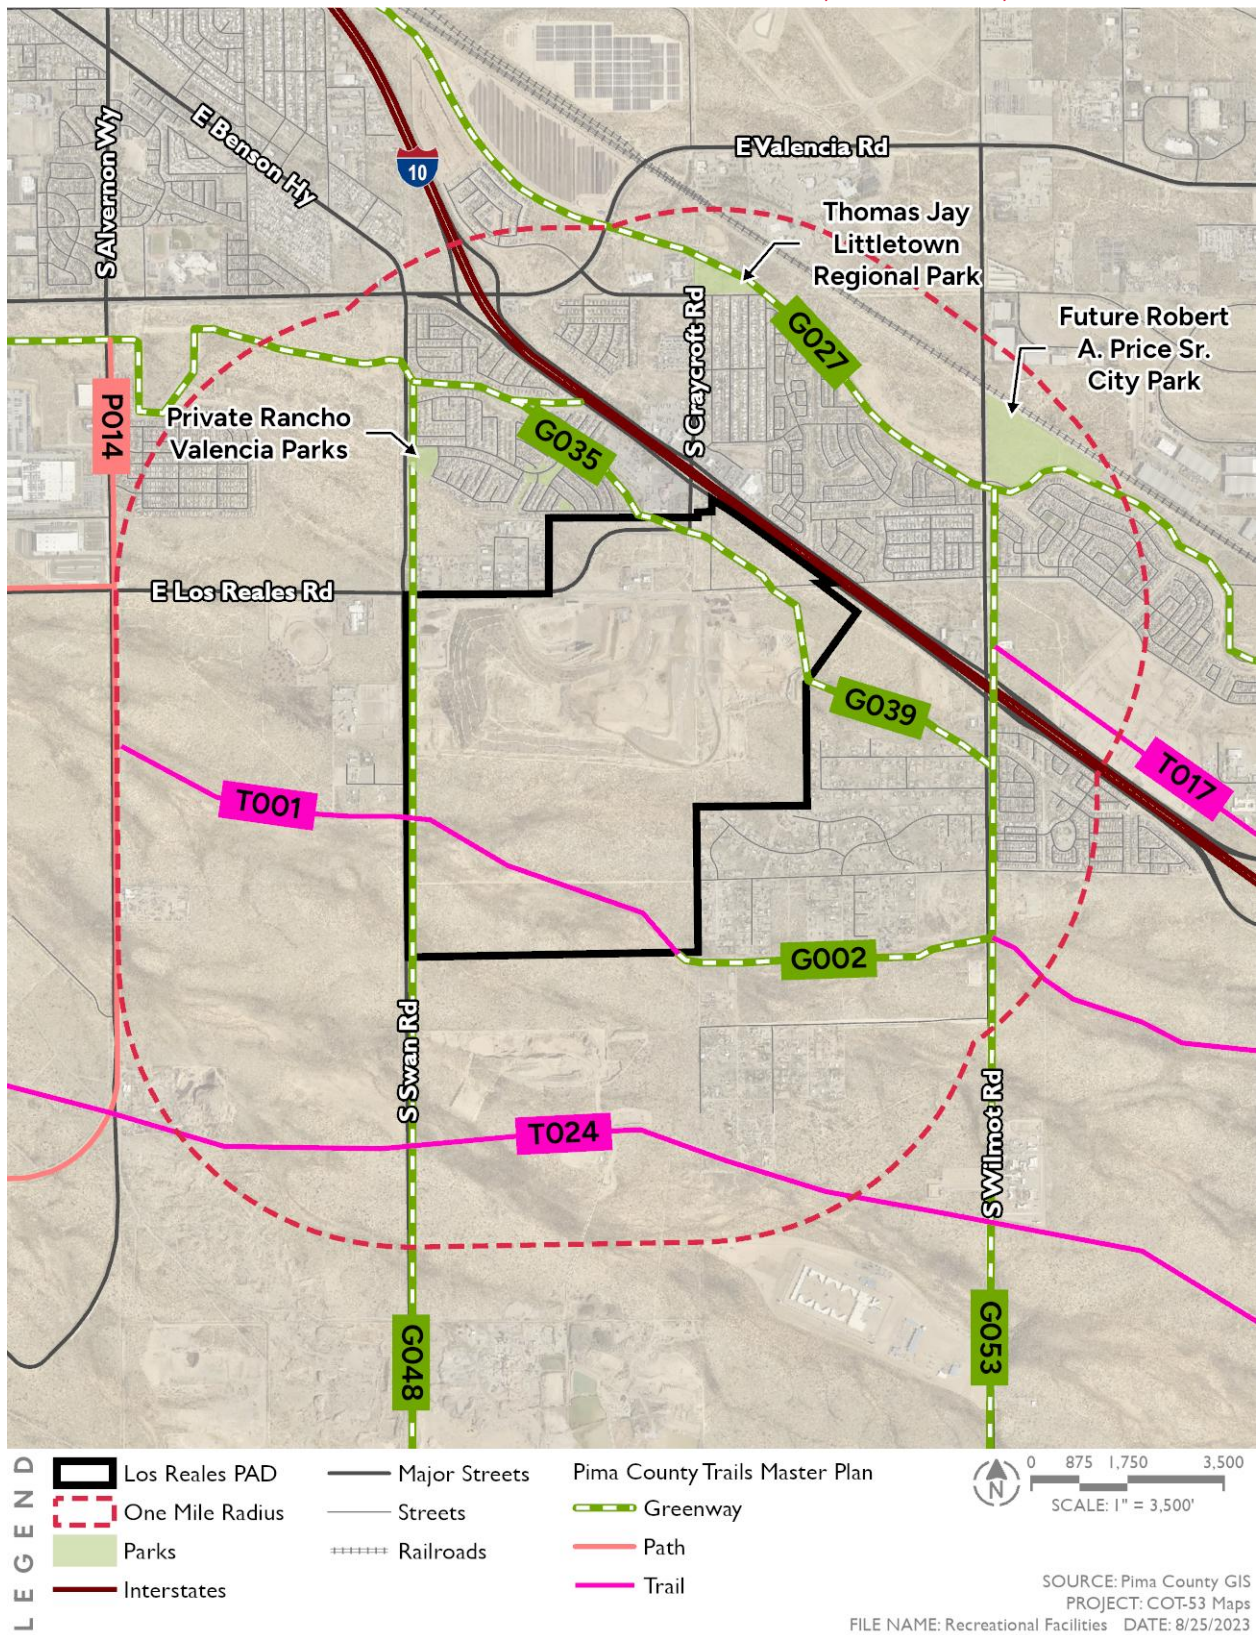 E Benson Hy
S Alvernon Wy
10
E Valencia Rd
Thomas Jay
Littletown
Regional Park
S Craycroft Rd
G027
Future Robert
A. Price Sr.
City Park
P014
Private Rancho
Valencia Parks
G035
E Los Reales Rd
G039
T001
T017
G002
S Swan Rd
T024
S Wilmot Rd
G048
G053
LEGEND
Los Reales PAD
One Mile Radius
Parks
Interstates
Major Streets
Streets
Railroads
Pima County Trails Master Plan
Greenway
Path
Trail
N
0 875 1,750 3,500
SCALE: 1" = 3,500'
SOURCE: Pima County GIS
PROJECT: COT-53 Maps
FILE NAME: Recreational Facilities DATE: 8/25/2023